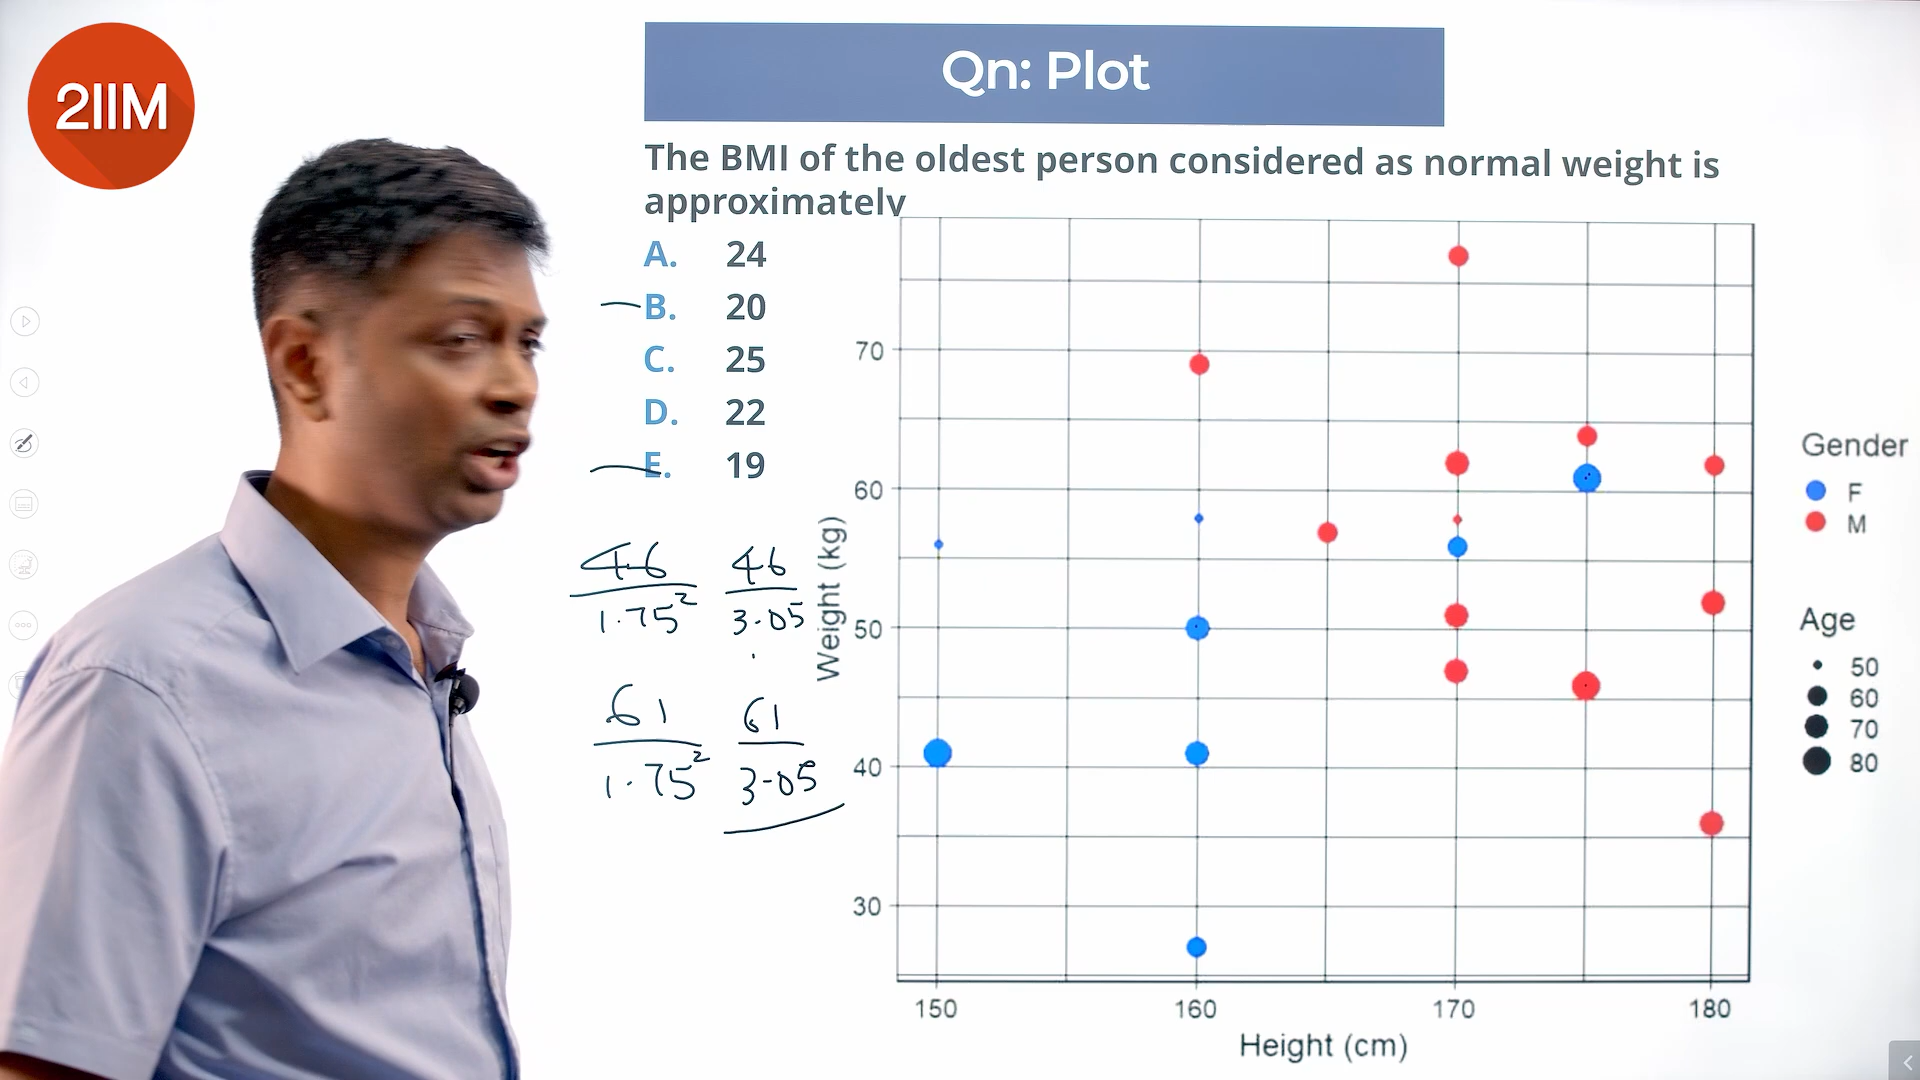 2IIM
Qn: Plot
The BMI of the oldest person considered as normal weight is
approximately
A. 24
B. 20
C. 25
D. 22
E. 19
46 / 1.75² 46 / 3.05
61 / 1.75² 61 / 3.05
Weight (kg)
70
60
50
40
30
150 160 170 180
Height (cm)
Gender
F
M
Age
50
60
70
80